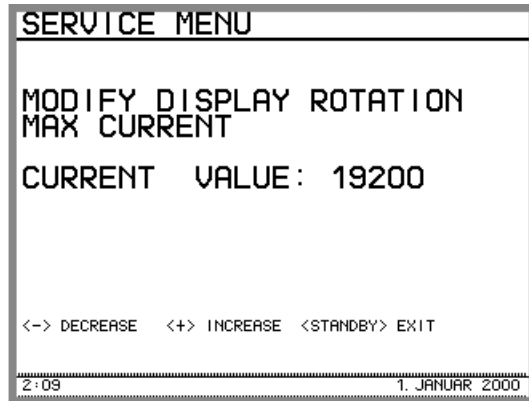 SERVICE MENU
MODIFY DISPLAY ROTATION
MAX CURRENT
CURRENT VALUE: 19200
<-> DECREASE <+> INCREASE <STANDBY> EXIT
2:09 1. JANUAR 2000